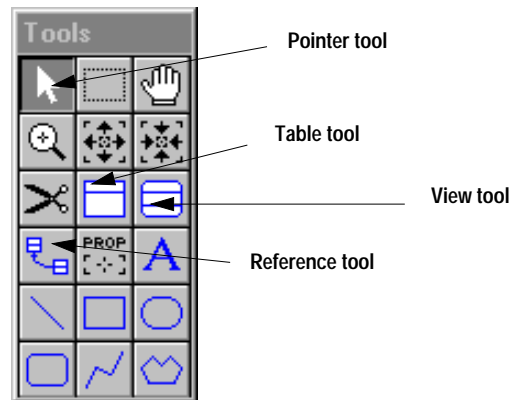 Tools
Pointer tool
Table tool
View tool
PROP
A
Reference tool